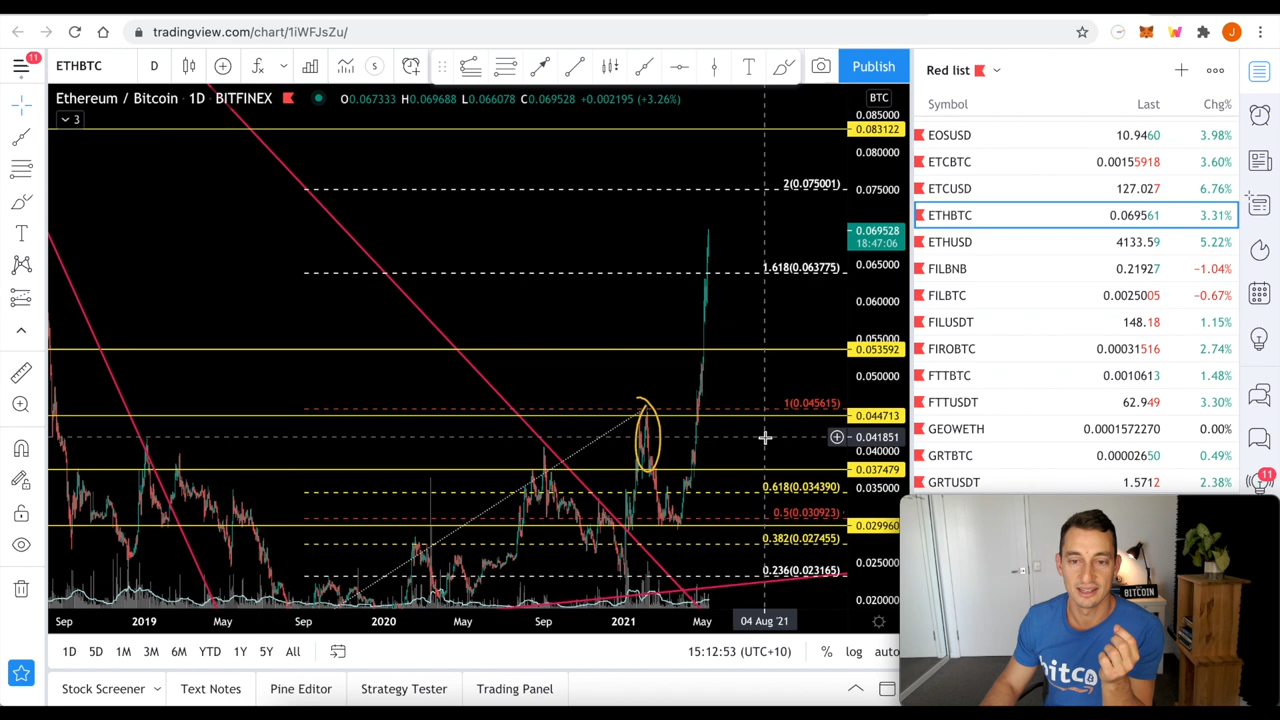 tradingview.com/chart/1iWFJsZu/
J
11
ETHBTC
D
S
T
Publish
Red list
Ethereum / Bitcoin · 1D · BITFINEX
O0.067333 H0.069688 L0.066078 C0.069528 +0.002195 (+3.26%)
3
BTC
0.085000
0.083122
0.080000
2(0.075001)
0.075000
0.069528
18:47:06
1.618(0.063775)
0.065000
0.060000
0.055000
0.053592
0.050000
1(0.045615)
0.044713
0.041851
0.040000
0.037479
0.618(0.034390)
0.035000
0.5(0.030923)
0.02996
0.382(0.027455)
0.025000
0.236(0.023165)
0.020000
Sep 2019 May Sep 2020 May Sep 2021 May 04 Aug '21
1D 5D 1M 3M 6M YTD 1Y 5Y All
15:12:53 (UTC+10) % log auto
Stock Screener Text Notes Pine Editor Strategy Tester Trading Panel
Symbol Last Chg%
EOSUSD 10.9460 3.98%
ETCBTC 0.00155918 3.60%
ETCUSD 127.027 6.76%
ETHBTC 0.069561 3.31%
ETHUSD 4133.59 5.22%
FILBNB 0.21927 −1.04%
FILBTC 0.0025005 −0.67%
FILUSDT 148.18 1.15%
FIROBTC 0.00031516 2.74%
FTTBTC 0.0010613 1.48%
FTTUSDT 62.949 3.30%
GEOWETH 0.0001572270 0.00%
GRTBTC 0.000002650 0.49%
GRTUSDT 1.5712 2.38%
11
BITCOIN
bitco